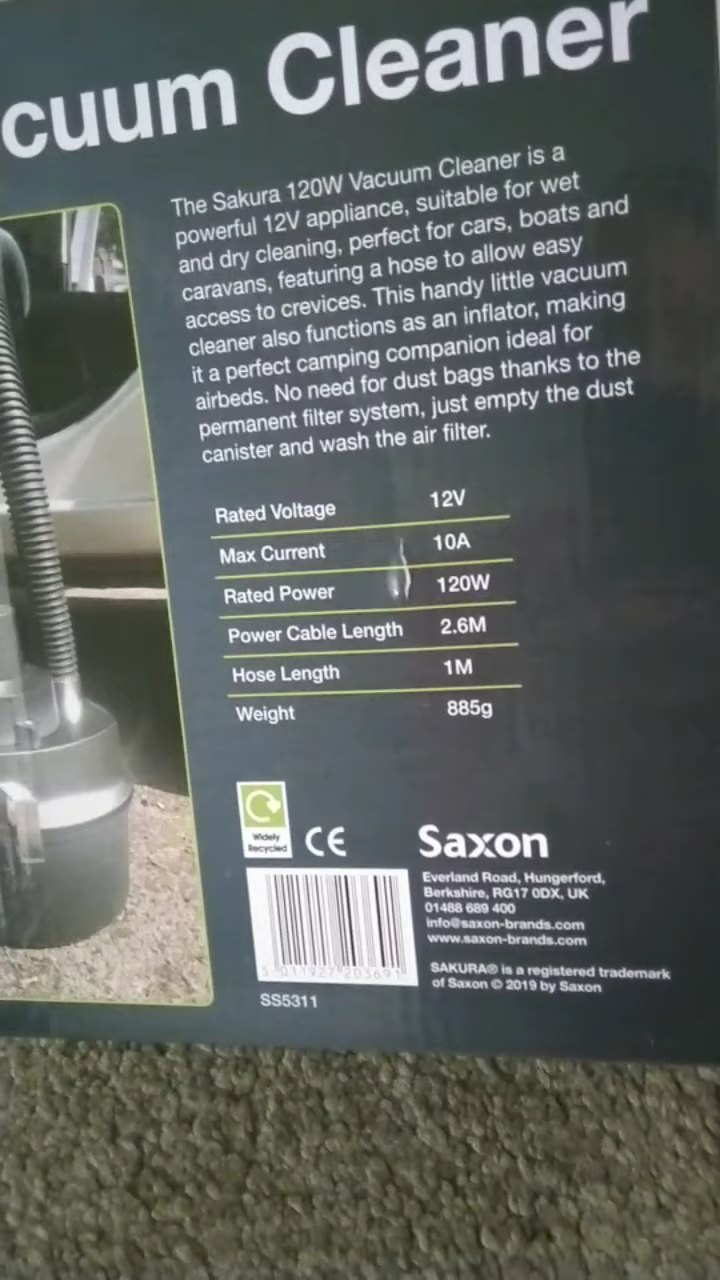 cuum Cleaner
The Sakura 120W Vacuum Cleaner is a
powerful 12V appliance, suitable for wet
and dry cleaning, perfect for cars, boats and
caravans, featuring a hose to allow easy
access to crevices. This handy little vacuum
cleaner also functions as an inflator, making
it a perfect camping companion ideal for
airbeds. No need for dust bags thanks to the
permanent filter system, just empty the dust
canister and wash the air filter.
Rated Voltage 12V
Max Current 10A
Rated Power 120W
Power Cable Length 2.6M
Hose Length 1M
Weight 885g
Widely
Recycled
CE
Saxon
Everland Road, Hungerford,
Berkshire, RG17 0DX, UK
01488 689 400
info@saxon-brands.com
www.saxon-brands.com
SAKURA® is a registered trademark
of Saxon © 2019 by Saxon
5 011927 203691
SS5311